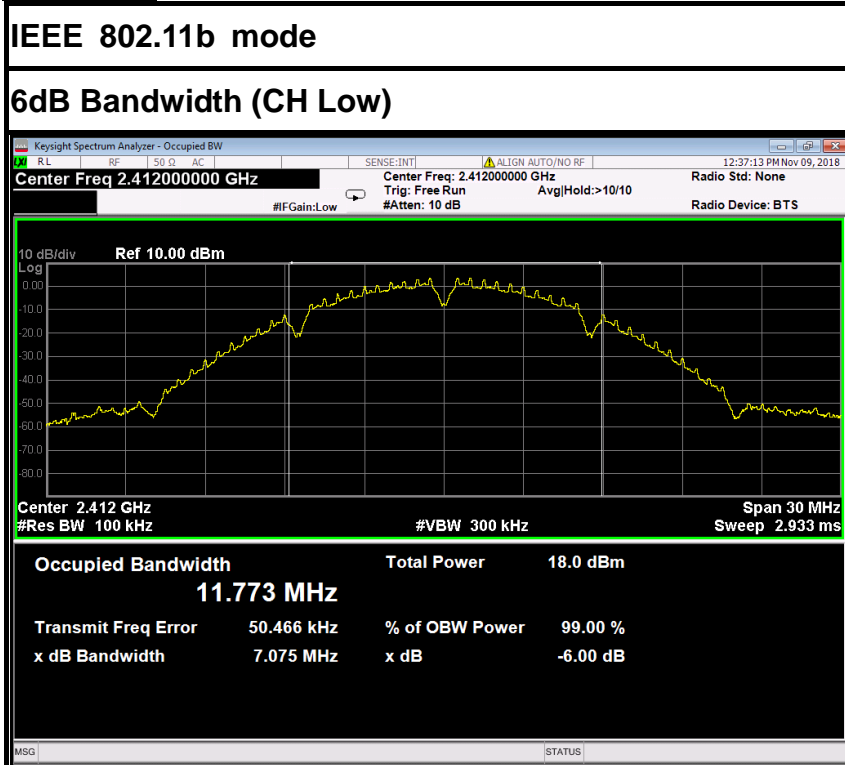 IEEE 802.11b mode
6dB Bandwidth (CH Low)
Keysight Spectrum Analyzer - Occupied BW
LXI RL RF 50 Ω AC SENSE:INT ALIGN AUTO/NO RF 12:37:13 PM Nov 09, 2018
Center Freq 2.412000000 GHz Center Freq: 2.412000000 GHz Radio Std: None
Trig: Free Run Avg|Hold:>10/10
#IFGain:Low #Atten: 10 dB Radio Device: BTS
10 dB/div Ref 10.00 dBm
Log
0.00
-10.0
-20.0
-30.0
-40.0
-50.0
-60.0
-70.0
-80.0
Center 2.412 GHz Span 30 MHz
#Res BW 100 kHz #VBW 300 kHz Sweep 2.933 ms
Occupied Bandwidth Total Power 18.0 dBm
11.773 MHz
Transmit Freq Error 50.466 kHz % of OBW Power 99.00 %
x dB Bandwidth 7.075 MHz x dB -6.00 dB
MSG STATUS